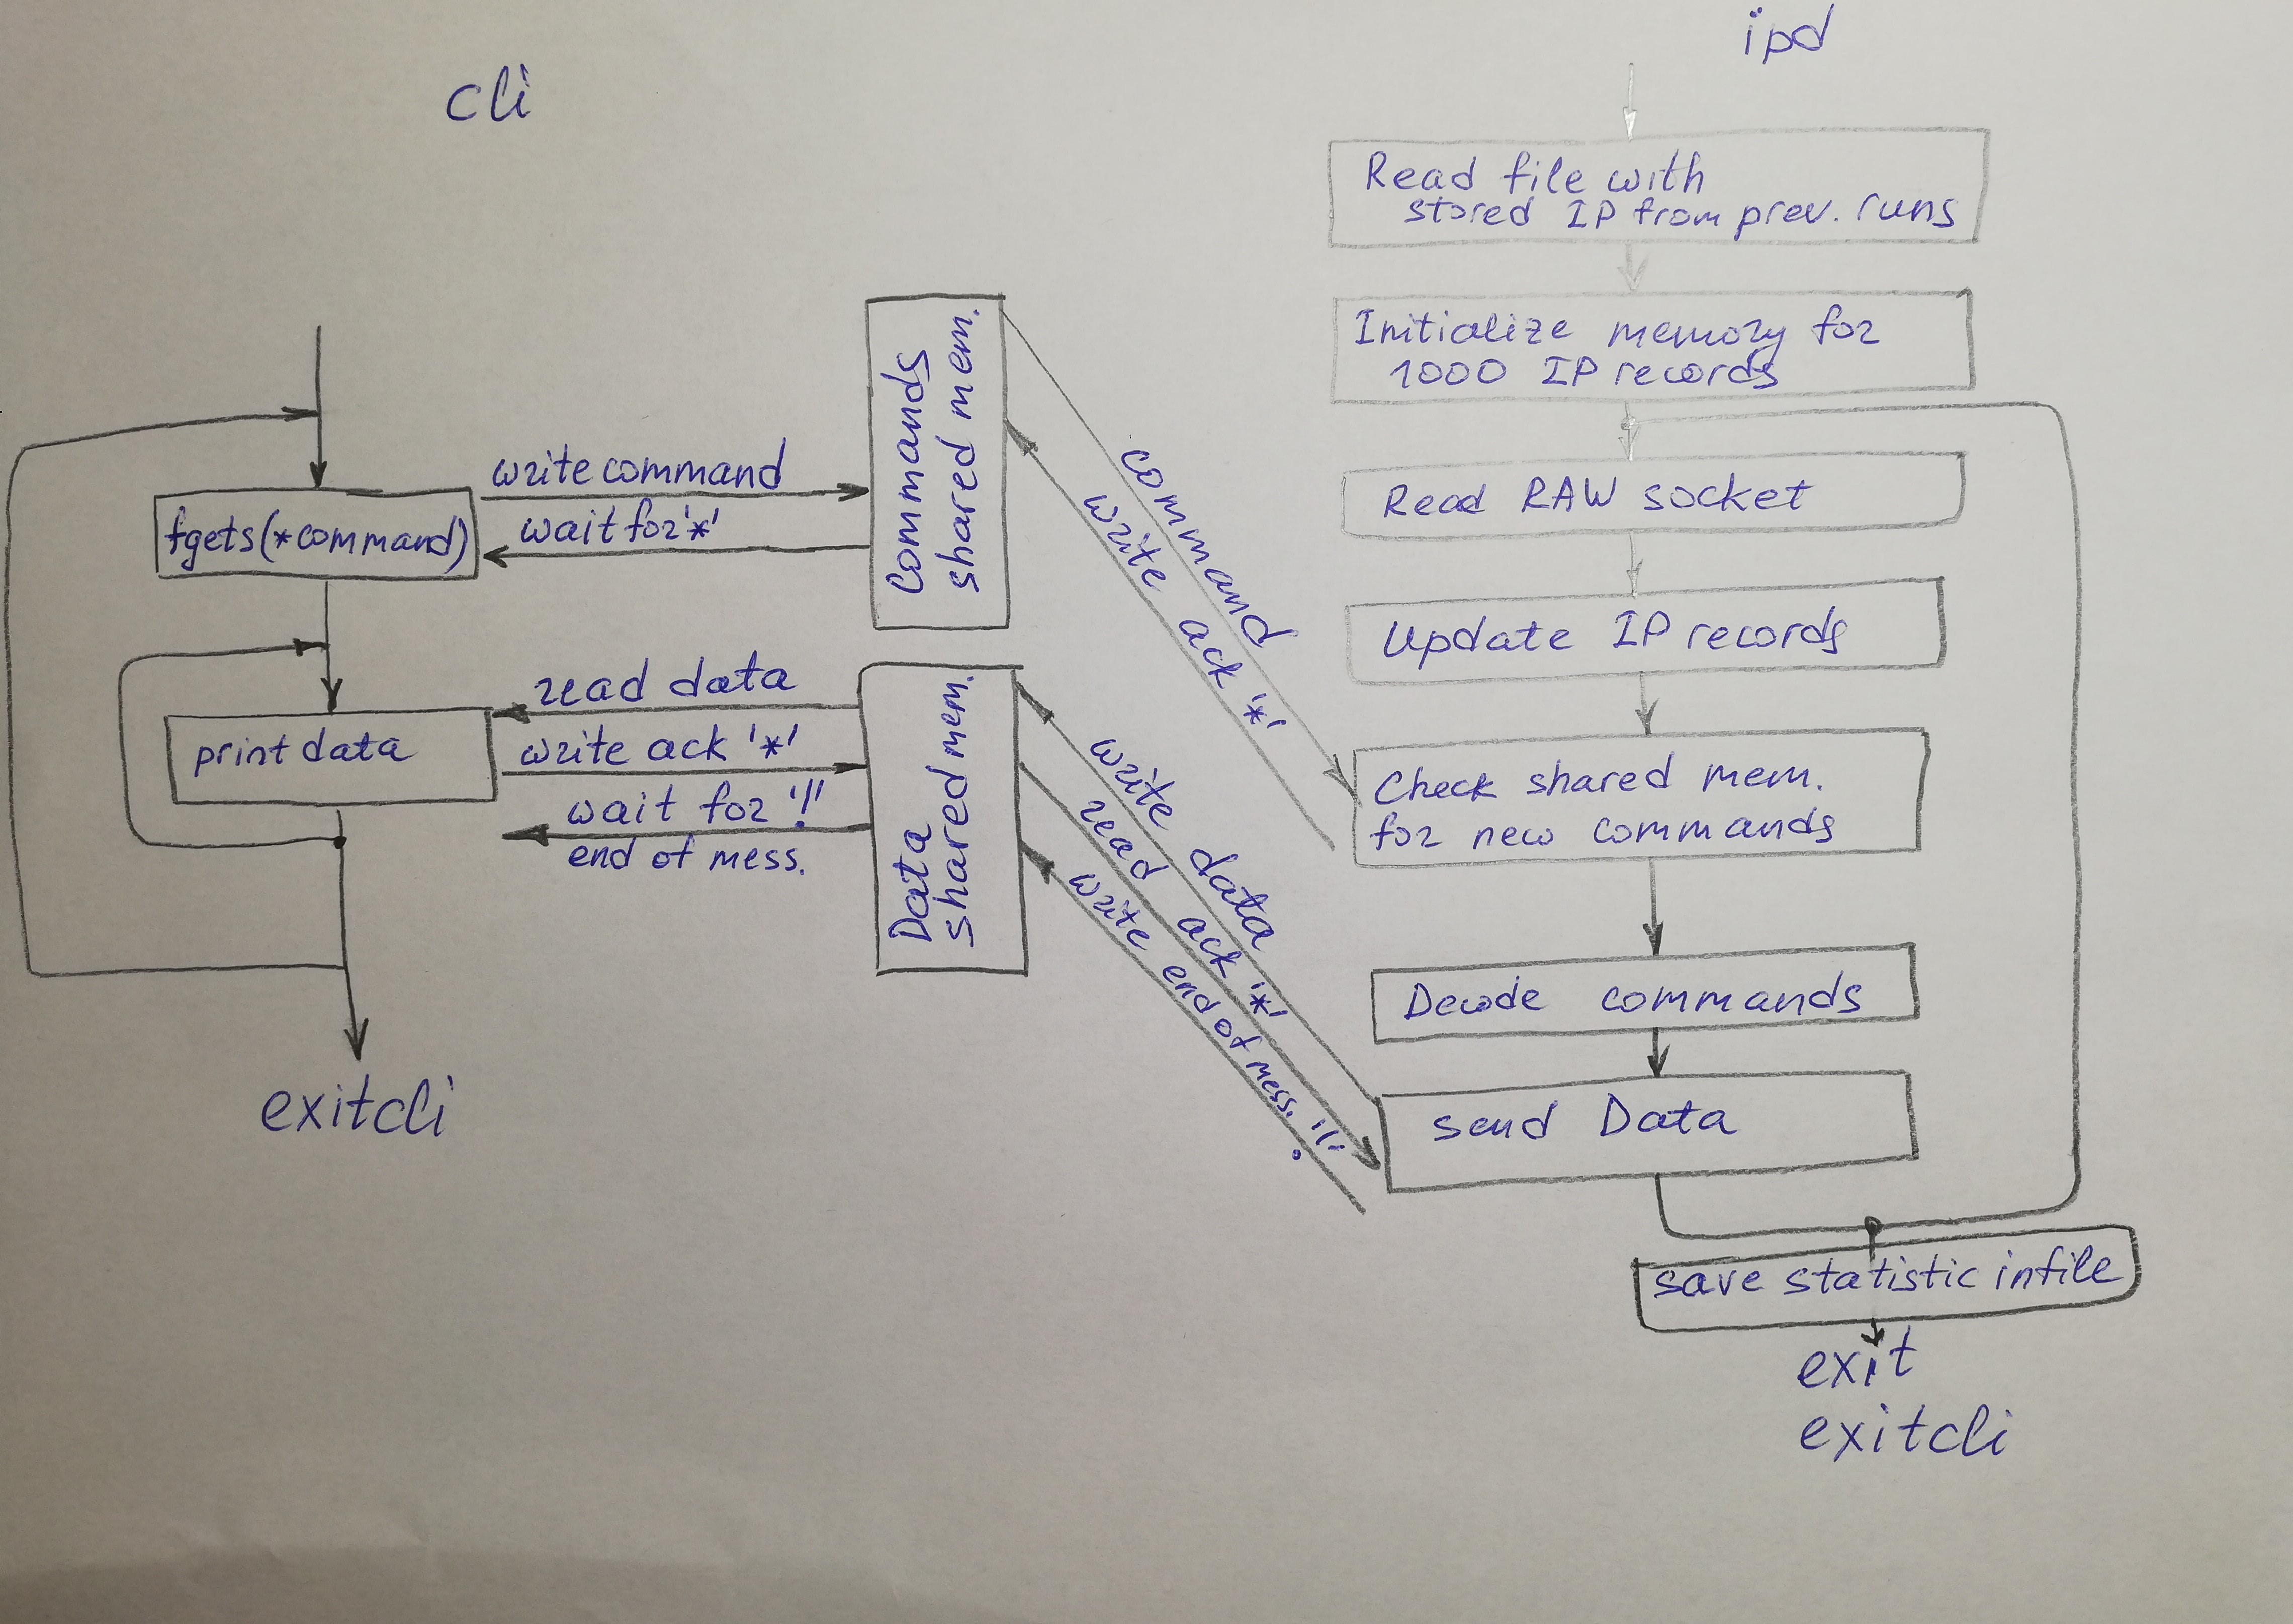 cli
ipd
Read file with
stored IP from prev. runs
Initialize memory for
1000 IP records
Read RAW socket
Update IP records
Check shared mem.
for new commands
Decode commands
send Data
save statistic in file
exit
exitcli
fgets(*command)
write command
wait for '*'
Commands
shared mem.
command
write ack '*'
print data
read data
write ack '*'
wait for '!'
end of mess.
Data
shared mem.
write data
read ack '*'
write end of mess. '!'
exitcli